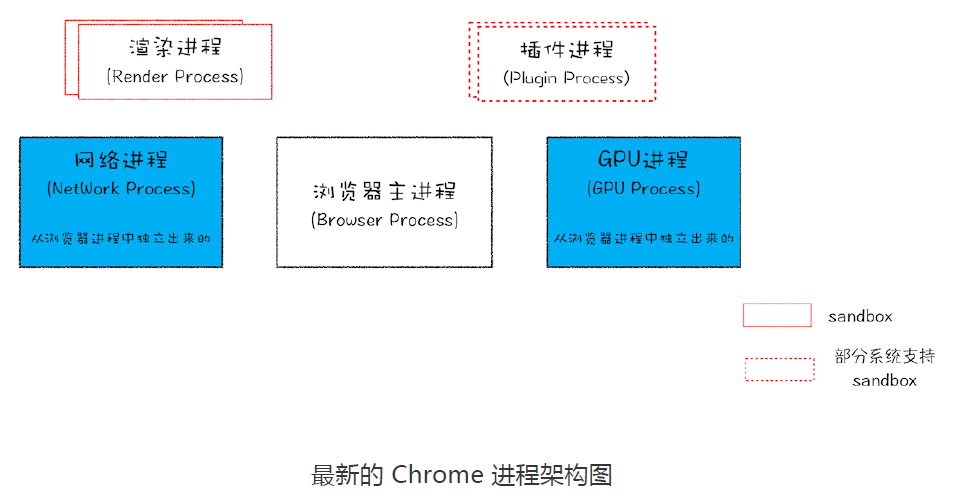 渲染进程
(Render Process)
插件进程
(Plugin Process)
网络进程
(NetWork Process)
从浏览器进程中独立出来的
浏览器主进程
(Browser Process)
GPU进程
(GPU Process)
从浏览器进程中独立出来的
sandbox
部分系统支持
sandbox
最新的 Chrome 进程架构图